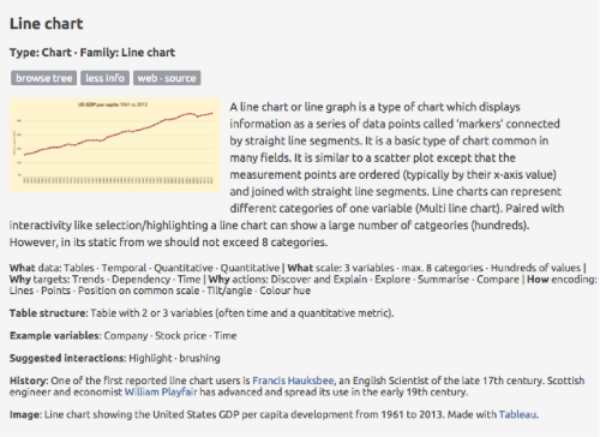 Line chart
Type: Chart · Family: Line chart
browse tree less info web · source
US GDP per capita 1961 to 2013
A line chart or line graph is a type of chart which displays
information as a series of data points called 'markers' connected
by straight line segments. It is a basic type of chart common in
many fields. It is similar to a scatter plot except that the
measurement points are ordered (typically by their x-axis value)
and joined with straight line segments. Line charts can represent
different categories of one variable (Multi line chart). Paired with
interactivity like selection/highlighting a line chart can show a large number of catgeories (hundreds).
However, in its static from we should not exceed 8 categories.
What data: Tables · Temporal · Quantitative · Quantitative | What scale: 3 variables · max. 8 categories · Hundreds of values |
Why targets: Trends · Dependency · Time | Why actions: Discover and Explain · Explore · Summarise · Compare | How encoding:
Lines · Points · Position on common scale · Tilt/angle · Colour hue
Table structure: Table with 2 or 3 variables (often time and a quantitative metric).
Example variables: Company · Stock price · Time
Suggested interactions: Highlight · brushing
History: One of the first reported line chart users is Francis Hauksbee, an English Scientist of the late 17th century. Scottish
engineer and economist William Playfair has advanced and spread its use in the early 19th century.
Image: Line chart showing the United States GDP per capita development from 1961 to 2013. Made with Tableau.